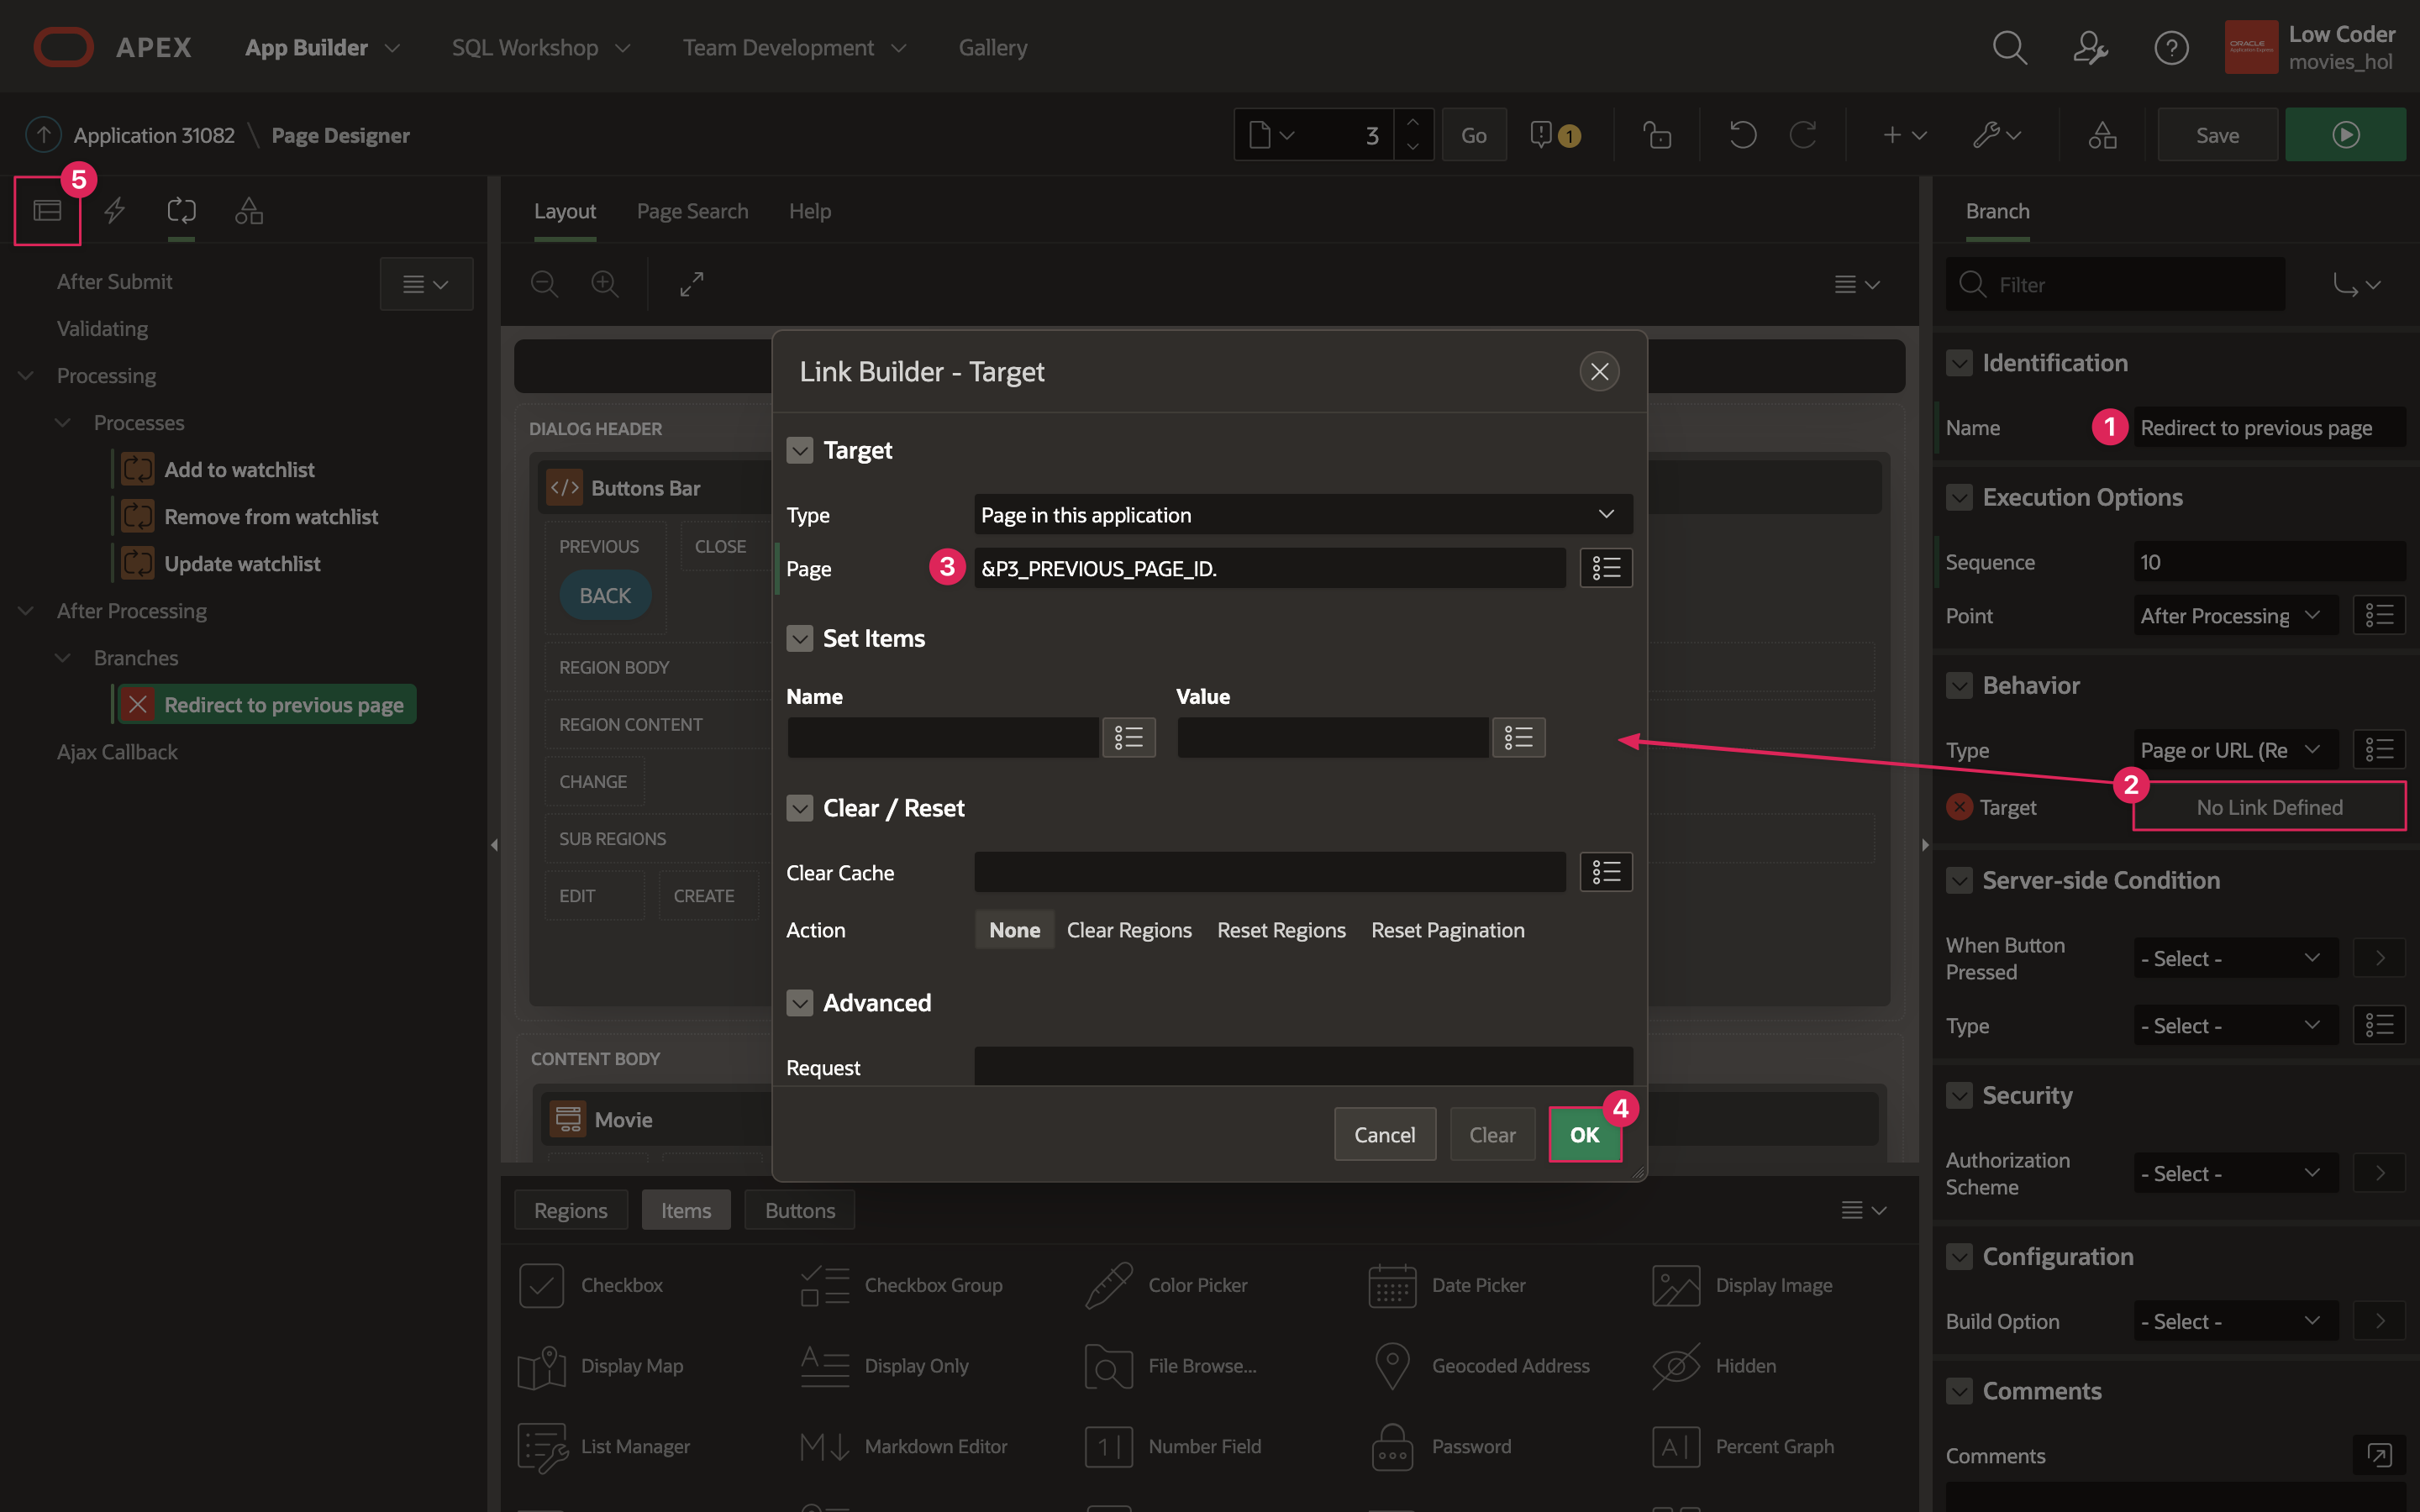 APEX
App Builder
SQL Workshop
Team Development
Gallery
ORACLE
Low Coder
movies_hol
Application 31082 \ Page Designer
3
Go
1
Save
5
After Submit
Validating
Processing
Processes
Add to watchlist
Remove from watchlist
Update watchlist
After Processing
Branches
Redirect to previous page
Ajax Callback
Layout
Page Search
Help
DIALOG HEADER
Buttons Bar
PREVIOUS
CLOSE
BACK
REGION BODY
REGION CONTENT
CHANGE
SUB REGIONS
EDIT
CREATE
CONTENT BODY
Movie
Link Builder - Target
Target
Type
Page in this application
Page
3
&P3_PREVIOUS_PAGE_ID.
Set Items
Name
Value
Clear / Reset
Clear Cache
Action
None
Clear Regions
Reset Regions
Reset Pagination
Advanced
Request
Cancel
Clear
OK
4
Regions
Items
Buttons
Checkbox
Checkbox Group
Color Picker
Date Picker
Display Image
Display Map
Display Only
File Browse...
Geocoded Address
Hidden
List Manager
Markdown Editor
Number Field
Password
Percent Graph
Branch
Filter
Identification
Name
1
Redirect to previous page
Execution Options
Sequence
10
Point
After Processing
Behavior
Type
Page or URL (Re
2
Target
No Link Defined
Server-side Condition
When Button
Pressed
- Select -
Type
- Select -
Security
Authorization
Scheme
- Select -
Configuration
Build Option
- Select -
Comments
Comments